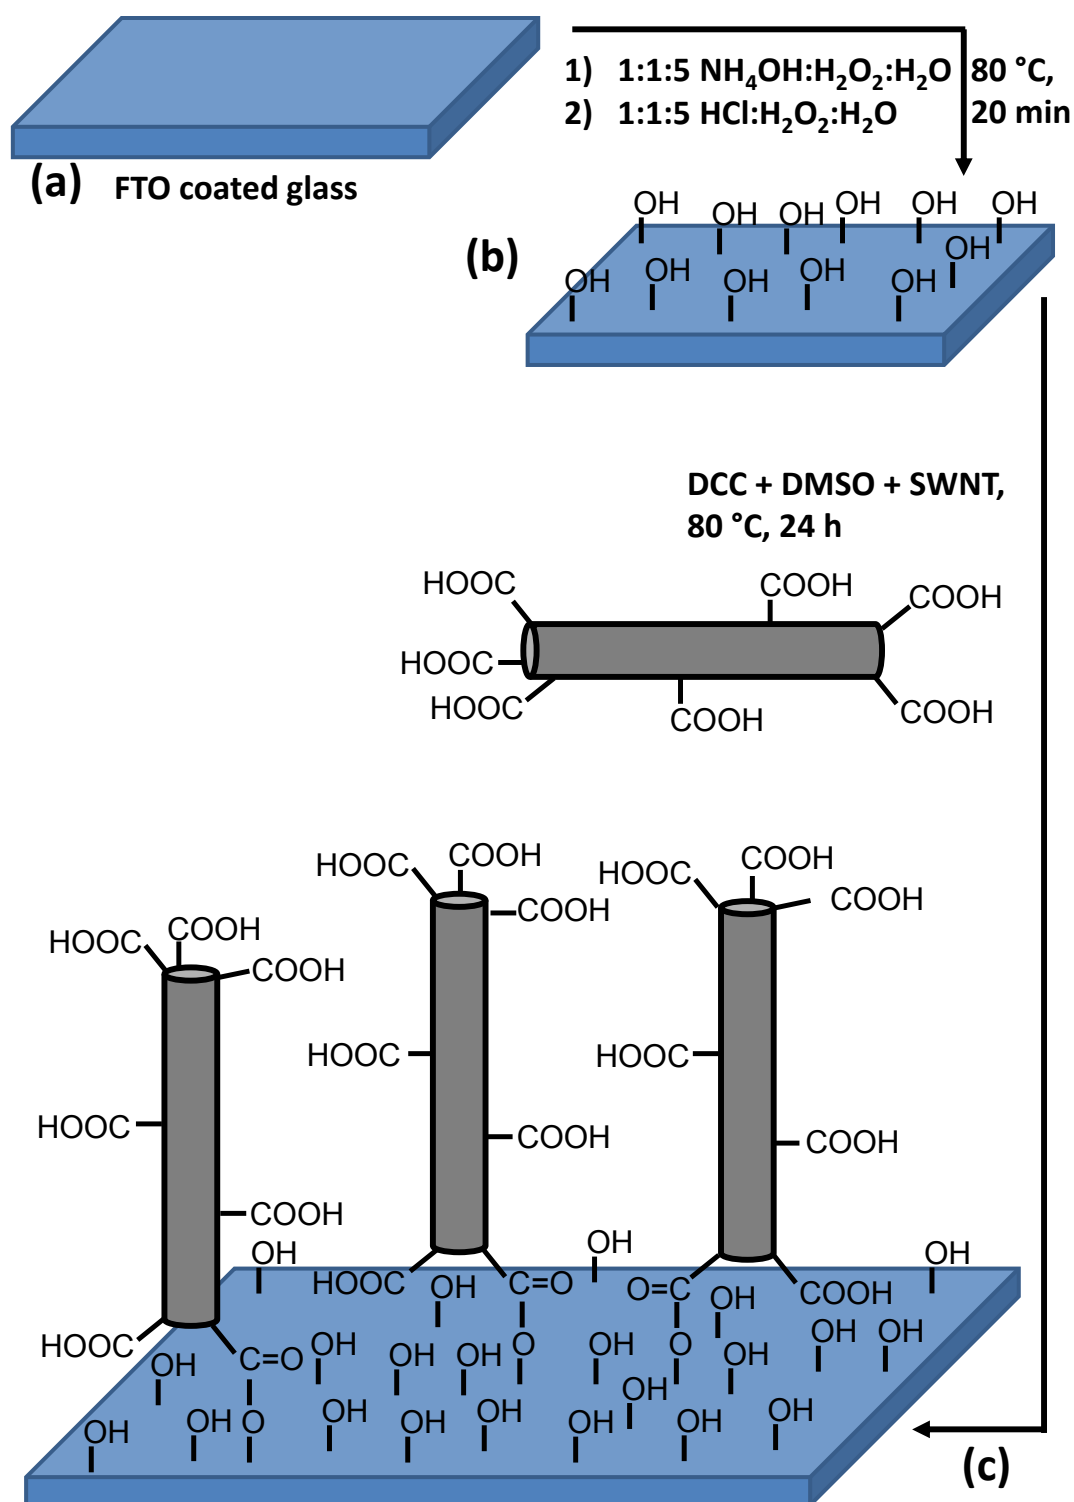 1) 1:1:5 NH₄OH:H₂O₂:H₂O 80 °C,
2) 1:1:5 HCl:H₂O₂:H₂O 20 min
(a) FTO coated glass
OH OH OH OH OH OH
(b) OH
OH OH OH OH OH
DCC + DMSO + SWNT,
80 °C, 24 h
HOOC COOH COOH
HOOC
HOOC COOH COOH
HOOC COOH HOOC COOH
COOH COOH
HOOC COOH COOH
HOOC HOOC
HOOC COOH COOH
COOH
OH OH OH
HOOC OH C=O O=C OH COOH
HOOC OH C=O OH OH OH O OH O OH OH OH
OH
OH OH O OH OH OH OH OH OH
(c)